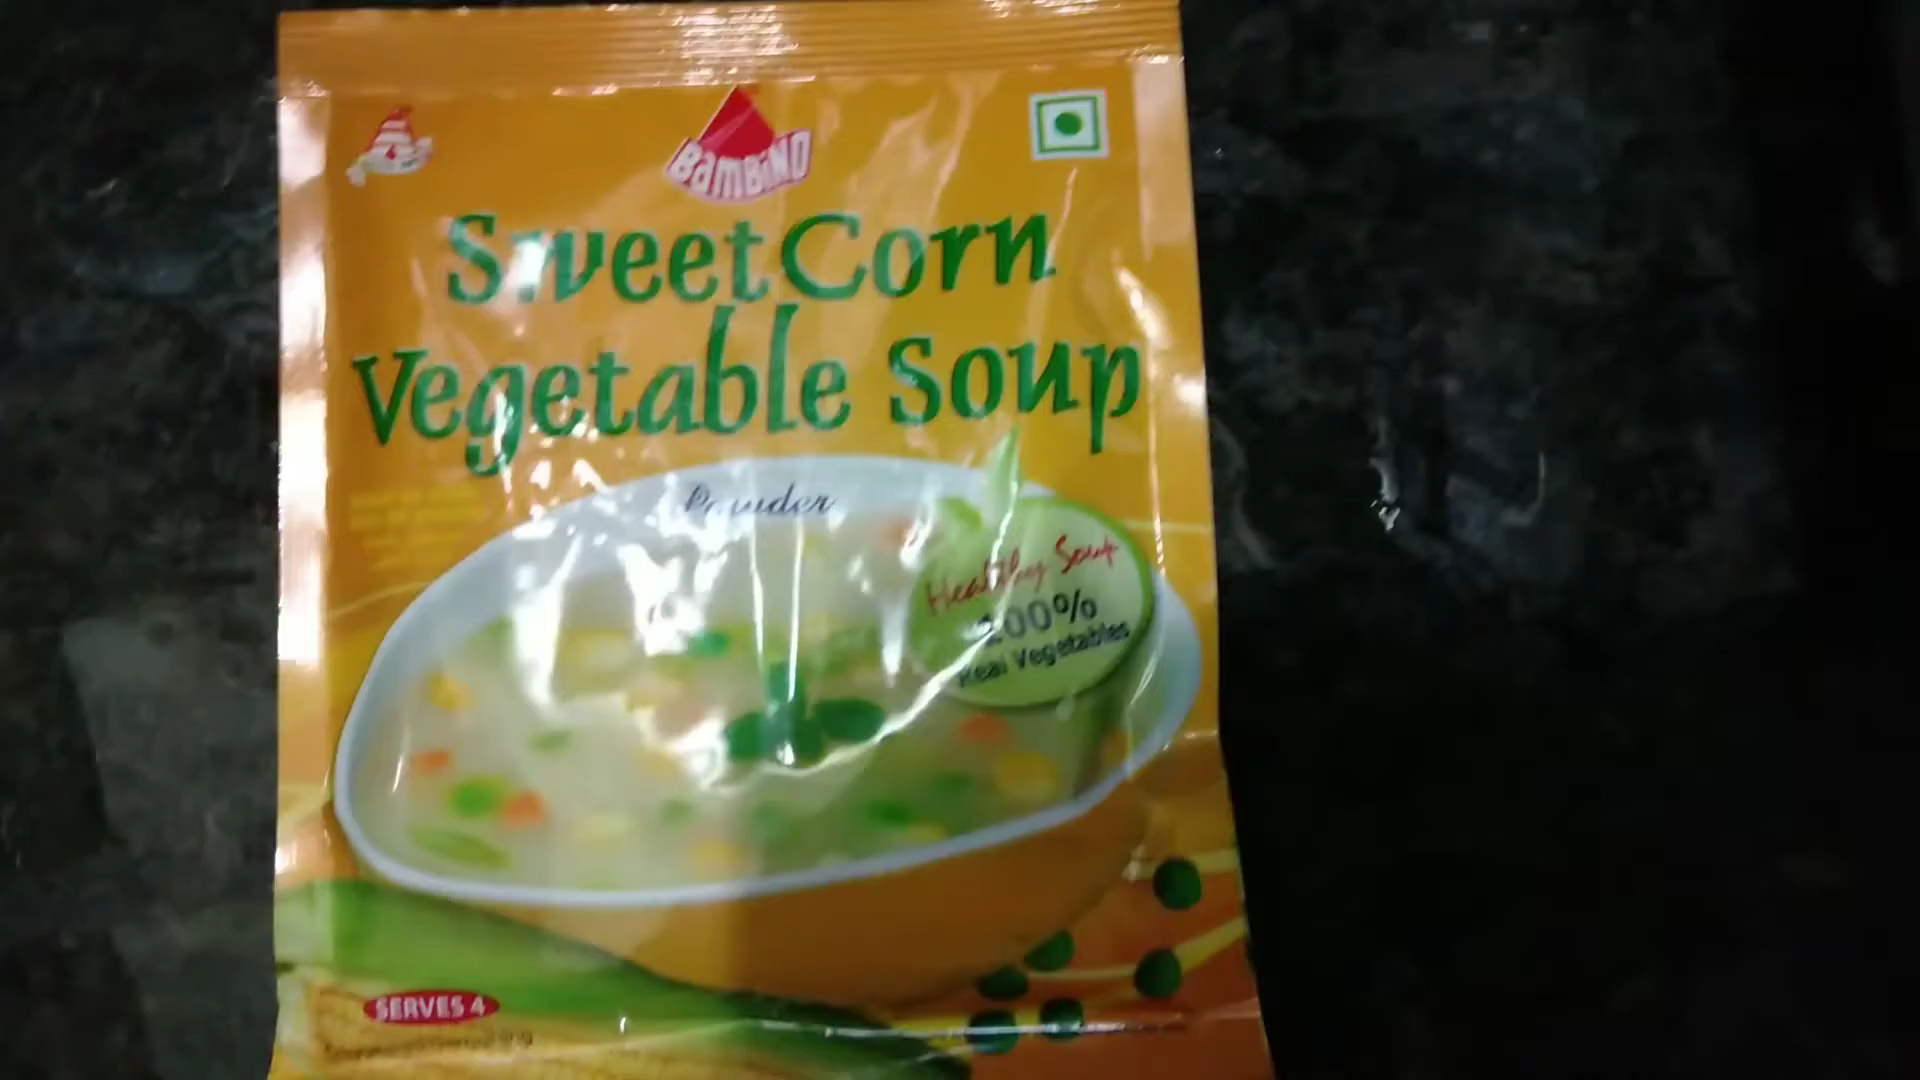 BAMBINO
Sweet Corn
Vegetable Soup
Powder
Healthy Soup
100%
Real Vegetables
SERVES 4